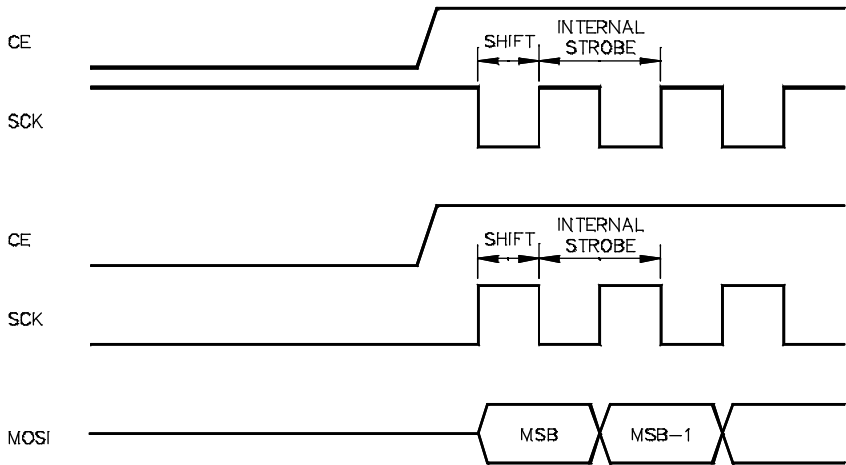 CE
SHIFT
INTERNAL
STROBE
SCK
CE
SHIFT
INTERNAL
STROBE
SCK
MOSI
MSB
MSB-1